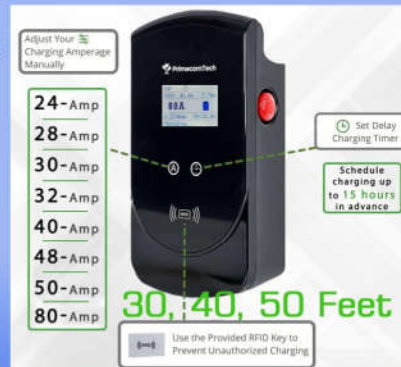 Adjust Your
Charging Amperage
Manually
PrimecomTech
80A
24-Amp
28-Amp
30-Amp
32-Amp
40-Amp
48-Amp
50-Amp
80-Amp
A
Set Delay
Charging Timer
Schedule
charging up
to 15 hours
in advance
30, 40, 50 Feet
Use the Provided RFID Key to
Prevent Unauthorized Charging